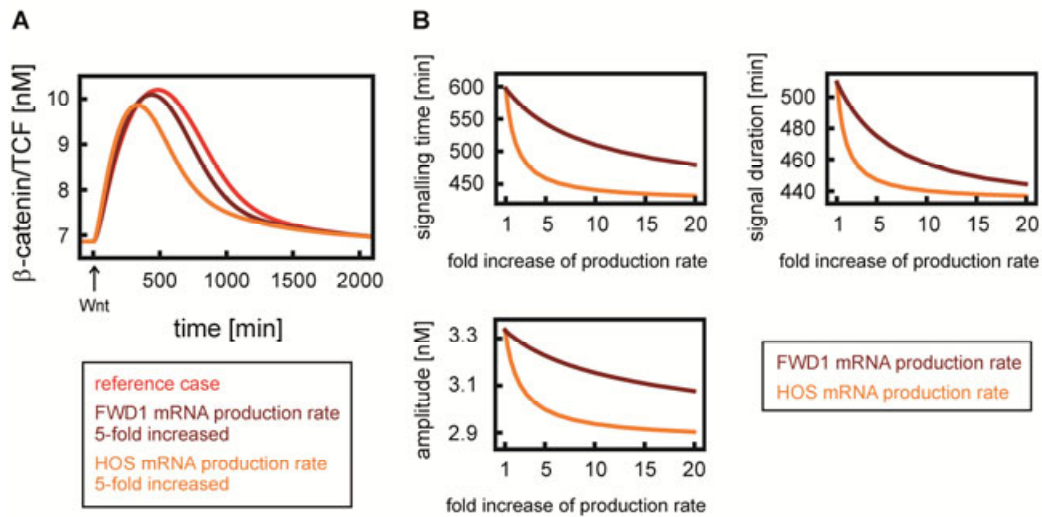 A
β-catenin/TCF [nM]
10
9
8
7
500
1000
1500
2000
Wnt
time [min]
reference case
FWD1 mRNA production rate
5-fold increased
HOS mRNA production rate
5-fold increased
B
signalling time [min]
600
550
500
450
1
5
10
15
20
fold increase of production rate
signal duration [min]
500
480
460
440
1
5
10
15
20
fold increase of production rate
amplitude [nM]
3.3
3.1
2.9
1
5
10
15
20
fold increase of production rate
FWD1 mRNA production rate
HOS mRNA production rate